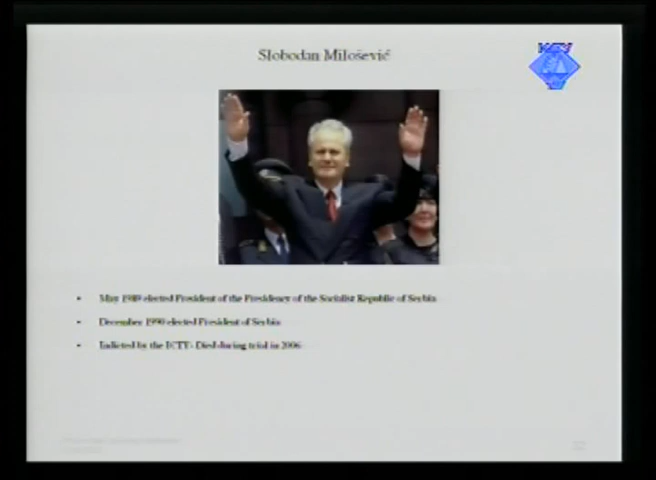 Slobodan Milošević
ICTY
• May 1989 elected President of the Presidency of the Socialist Republic of Serbia
• December 1990 elected President of Serbia
• Indicted by the ICTY- Died during trial in 2006